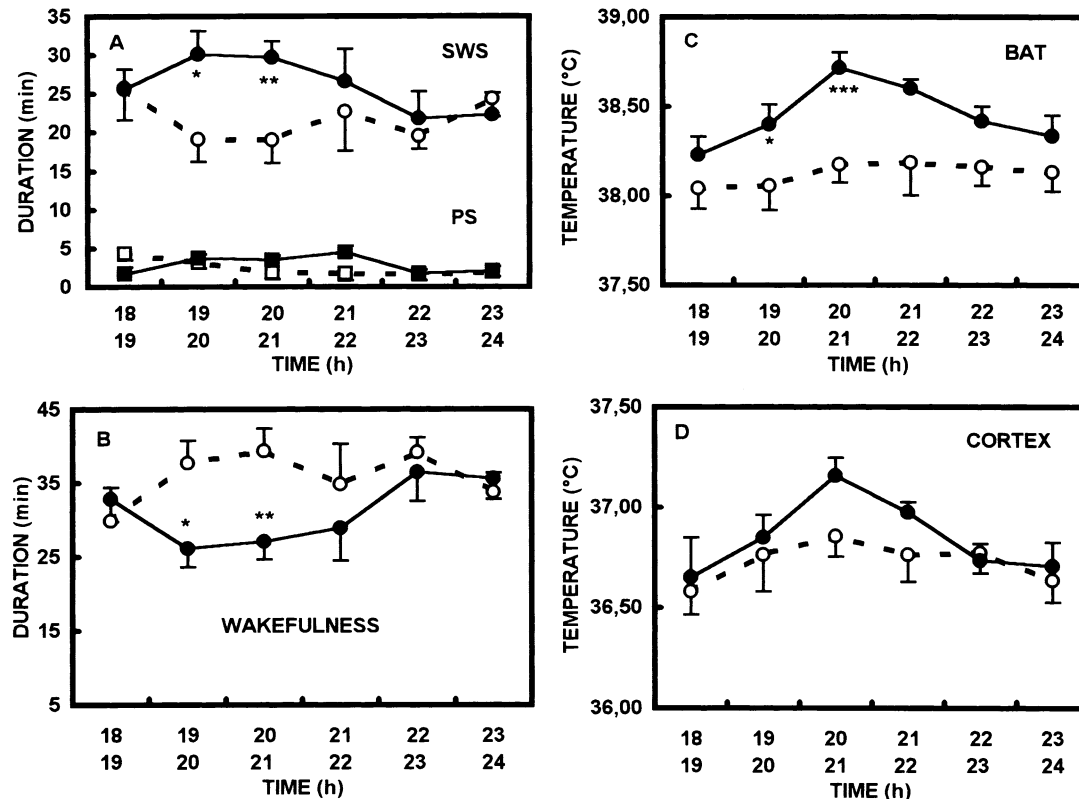 A
SWS
PS
DURATION (min)
35
30
25
20
15
10
5
0
*
**
18 19 20 21 22 23
19 20 21 22 23 24
TIME (h)
C
BAT
TEMPERATURE (°C)
39,00
38,50
38,00
37,50
*
***
18 19 20 21 22 23
19 20 21 22 23 24
TIME (h)
B
WAKEFULNESS
DURATION (min)
45
35
25
15
5
*
**
18 19 20 21 22 23
19 20 21 22 23 24
TIME (h)
D
CORTEX
TEMPERATURE (°C)
37,50
37,00
36,50
36,00
18 19 20 21 22 23
19 20 21 22 23 24
TIME (h)